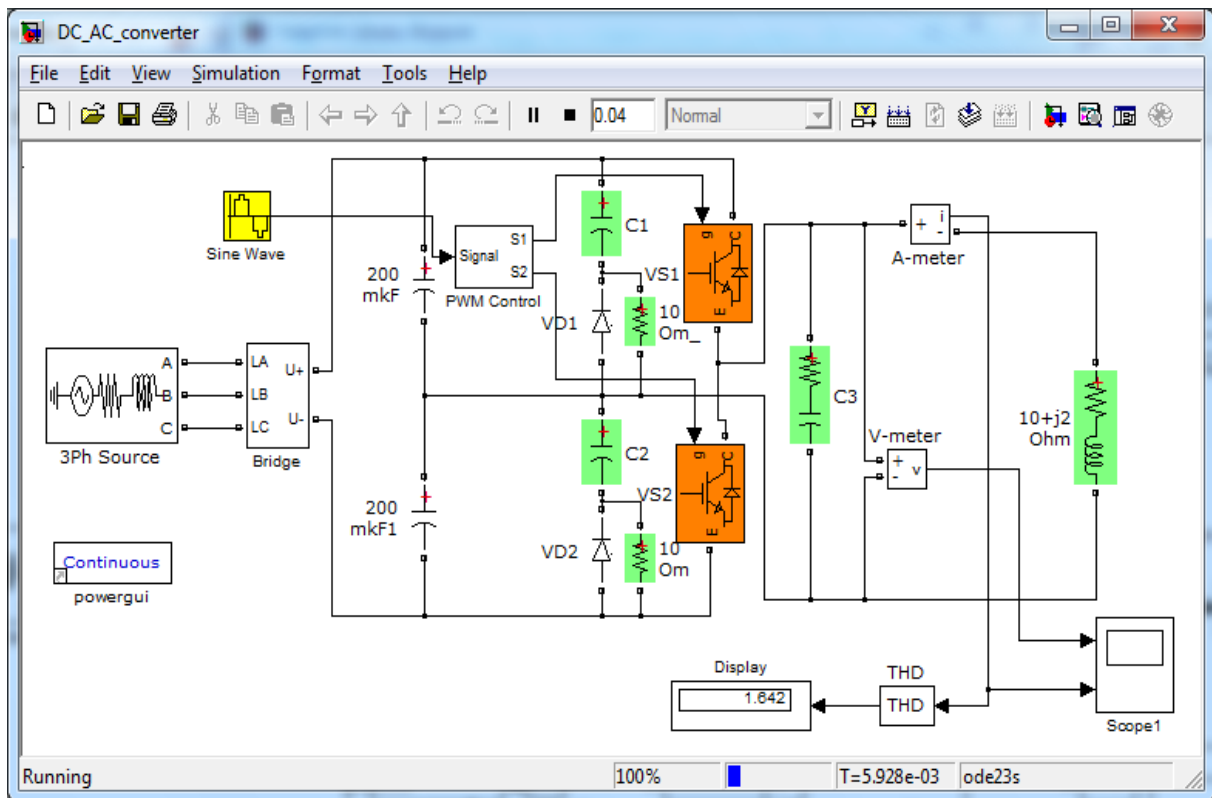 DC_AC_converter
File Edit View Simulation Format Tools Help
0.04 Normal
Sine Wave
Signal S1 S2
PWM Control
200 mkF
C1
VD1
10 Om_
VS1
g C E
3Ph Source
A B C
LA LB LC U+ U-
Bridge
200 mkF1
C2
VD2
10 Om
VS2
g C E
C3
+ i -
A-meter
V-meter
+ - v
10+j2 Ohm
Continuous
powergui
Display
1.642
THD
THD
Scope1
Running 100% T=5.928e-03 ode23s